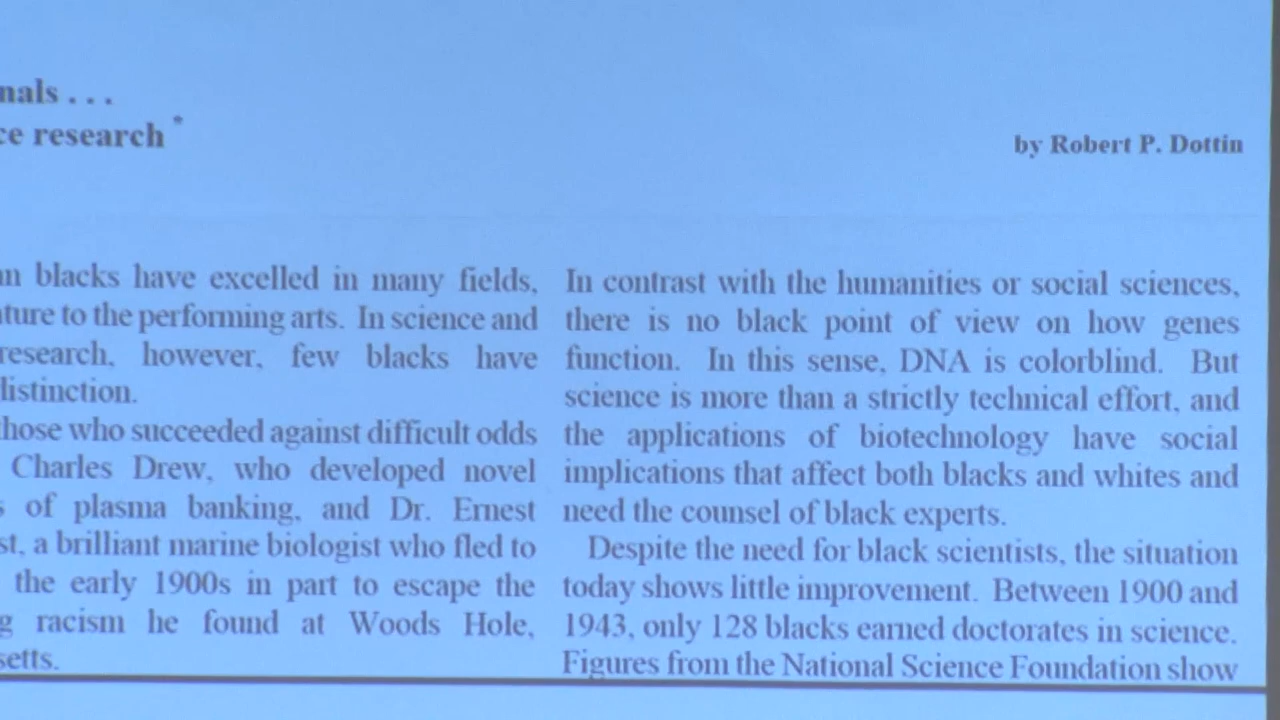 nals . . .
ce research *
by Robert P. Dottin
n blacks have excelled in many fields,
ture to the performing arts. In science and
research, however, few blacks have
distinction.
those who succeeded against difficult odds
Charles Drew, who developed novel
s of plasma banking, and Dr. Ernest
st, a brilliant marine biologist who fled to
the early 1900s in part to escape the
g racism he found at Woods Hole,
setts.
In contrast with the humanities or social sciences,
there is no black point of view on how genes
function. In this sense, DNA is colorblind. But
science is more than a strictly technical effort, and
the applications of biotechnology have social
implications that affect both blacks and whites and
need the counsel of black experts.
Despite the need for black scientists, the situation
today shows little improvement. Between 1900 and
1943, only 128 blacks earned doctorates in science.
Figures from the National Science Foundation show